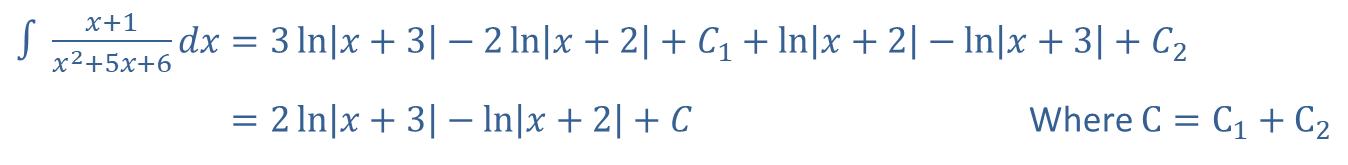 ∫ x+1/x²+5x+6 dx = 3 ln|x + 3| − 2 ln|x + 2| + C₁ + ln|x + 2| − ln|x + 3| + C₂
= 2 ln|x + 3| − ln|x + 2| + C Where C = C₁ + C₂